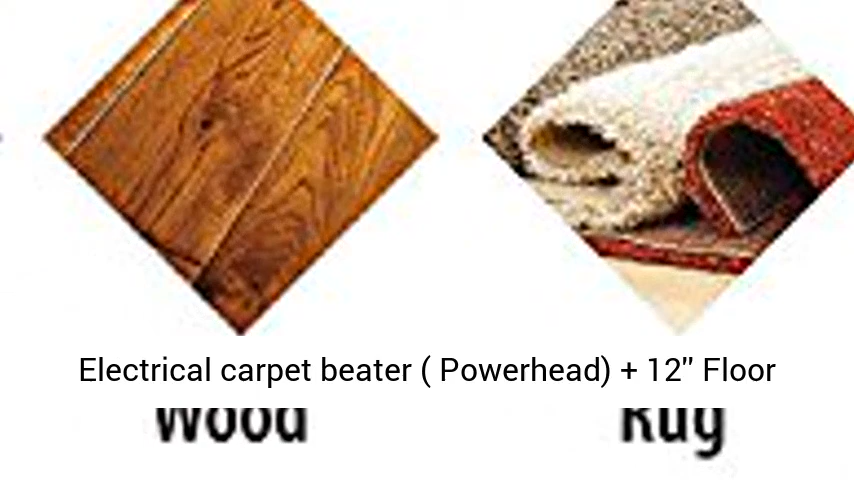 Electrical carpet beater ( Powerhead) + 12" Floor
Wood Rug